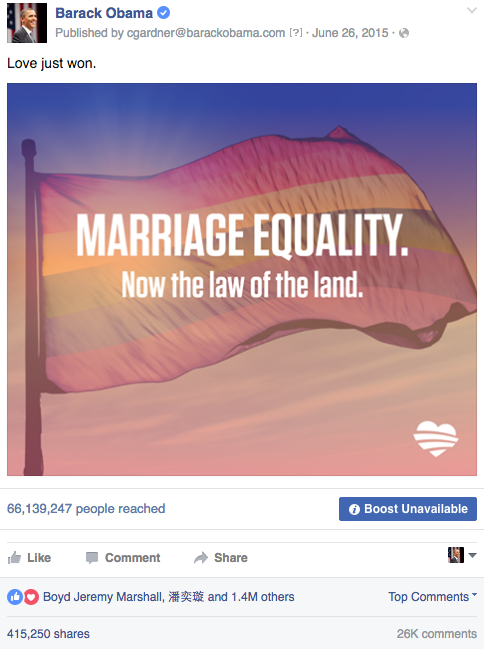 Barack Obama
Published by cgardner@barackobama.com [?] · June 26, 2015 ·
Love just won.
MARRIAGE EQUALITY.
Now the law of the land.
66,139,247 people reached
Boost Unavailable
Like Comment Share
Boyd Jeremy Marshall, 潘奕璇 and 1.4M others
Top Comments
415,250 shares
26K comments